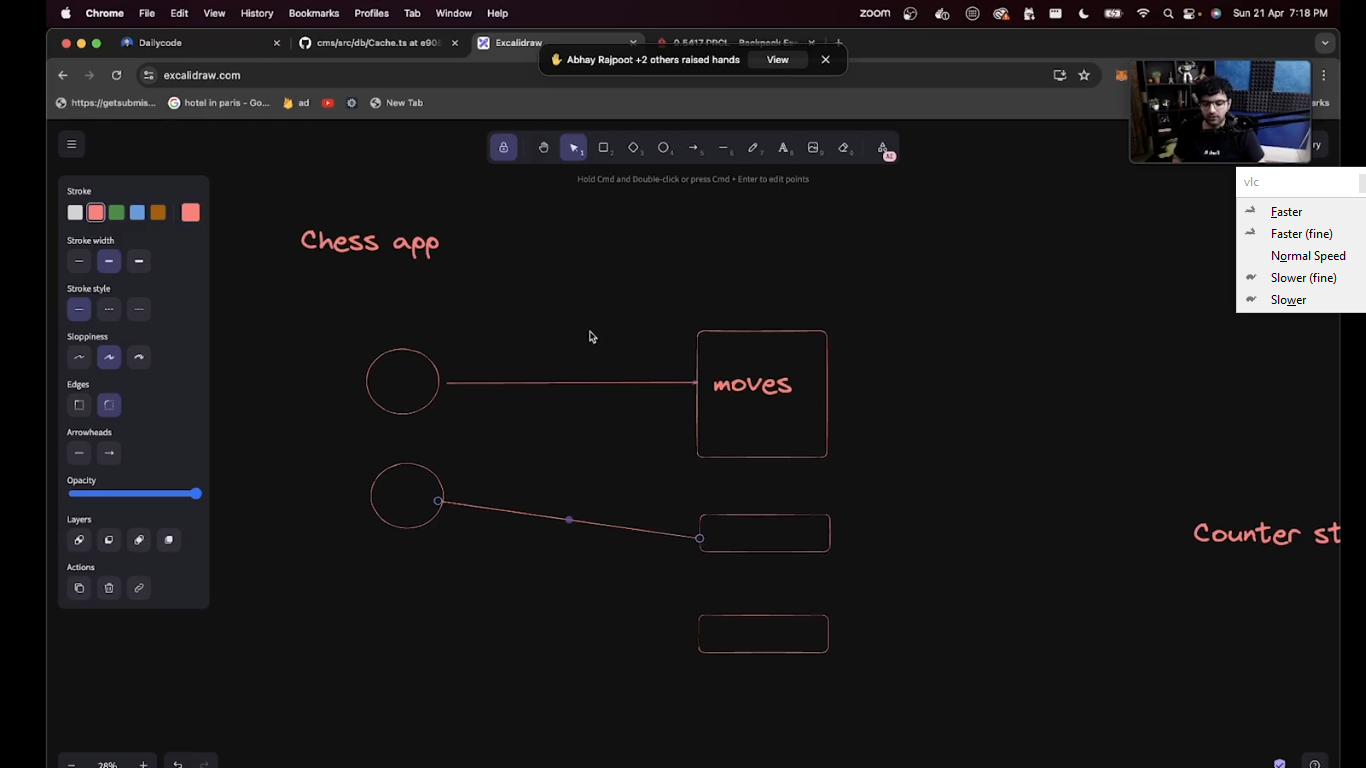 Chrome File Edit View History Bookmarks Profiles Tab Window Help
zoom Sun 21 Apr 7:18 PM
Dailycode
cms/src/db/Cache.ts at e90
Excalidraw
Abhay Rajpoot +2 others raised hands View
excalidraw.com
https://getsubmis...
hotel in paris - Go...
ad
New Tab
Hold Cmd and Double-click or press Cmd + Enter to edit points
AI
Stroke
Stroke width
Stroke style
Sloppiness
Edges
Arrowheads
Opacity
Layers
Actions
Chess app
moves
Counter st
vlc
Faster
Faster (fine)
Normal Speed
Slower (fine)
Slower
28%